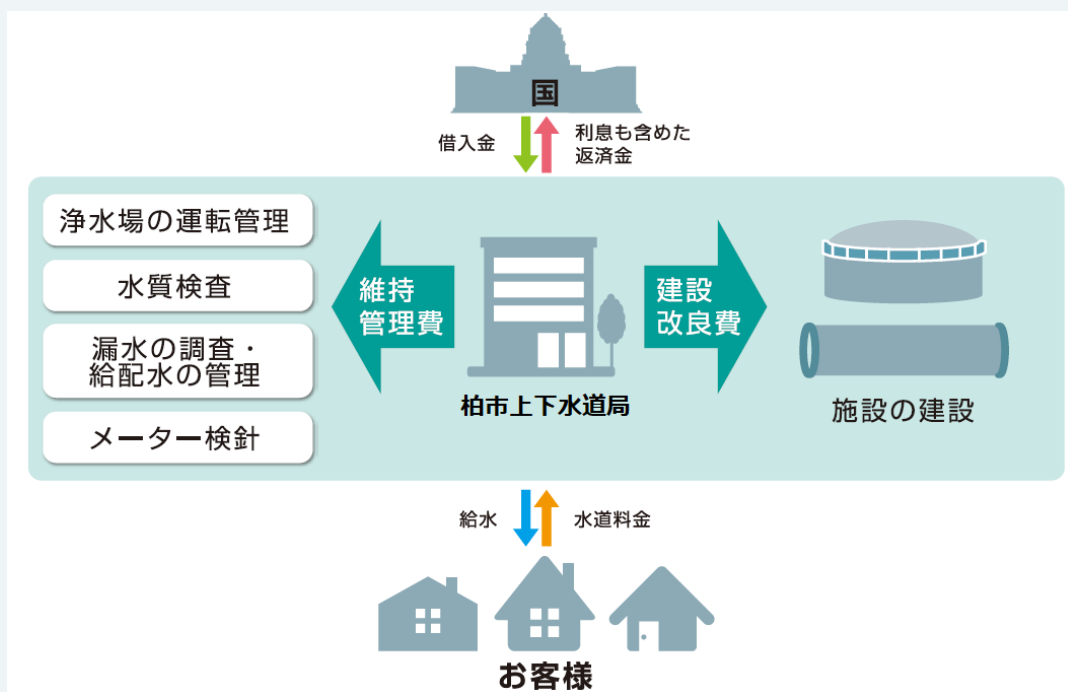 国
借入金
利息も含めた
返済金
浄水場の運転管理
水質検査
漏水の調査・
給配水の管理
メーター検針
維持
管理費
柏市上下水道局
建設
改良費
施設の建設
給水
水道料金
お客様